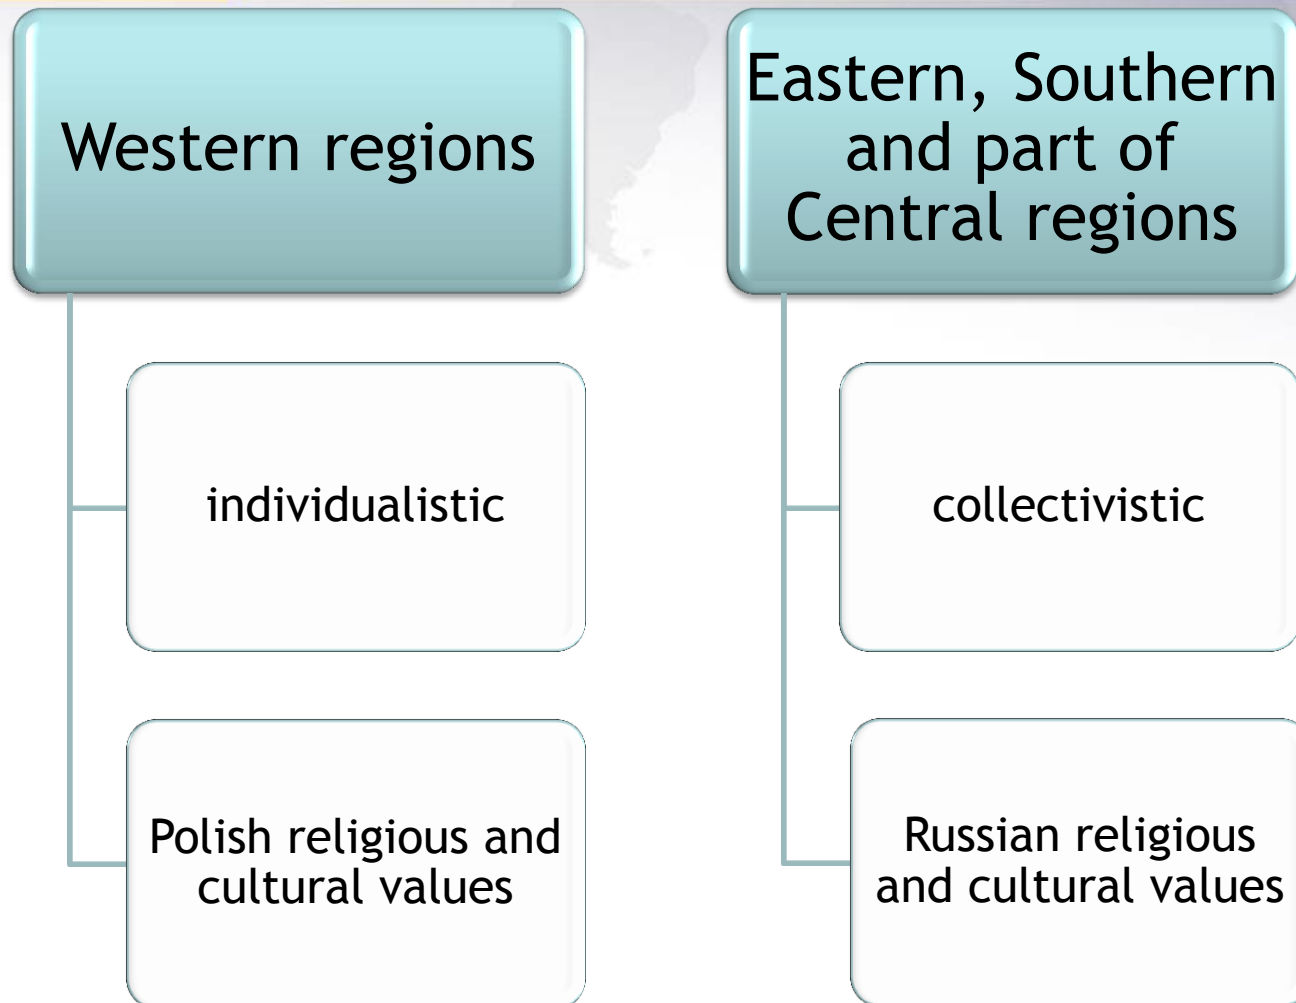 Western regions
individualistic
Polish religious and
cultural values
Eastern, Southern
and part of
Central regions
collectivistic
Russian religious
and cultural values